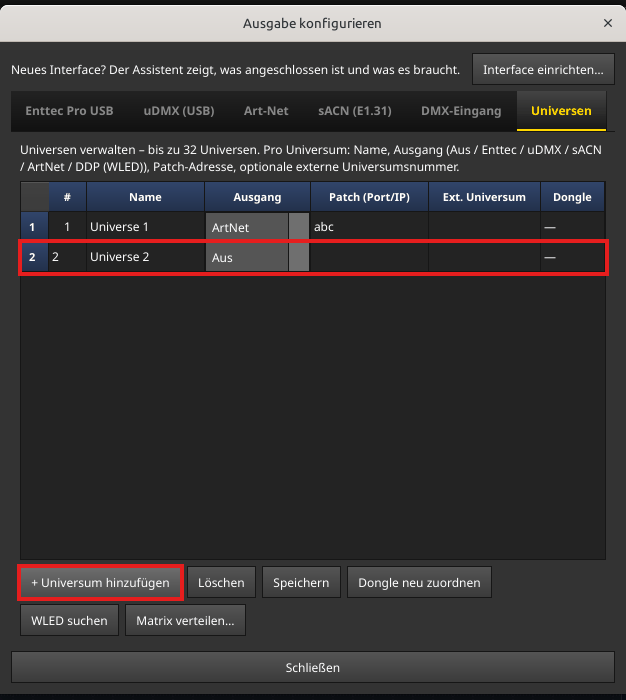 Ausgabe konfigurieren
Neues Interface? Der Assistent zeigt, was angeschlossen ist und was es braucht.
Interface einrichten...
Enttec Pro USB
uDMX (USB)
Art-Net
sACN (E1.31)
DMX-Eingang
Universen
Universen verwalten – bis zu 32 Universen. Pro Universum: Name, Ausgang (Aus / Enttec / uDMX / sACN
/ ArtNet / DDP (WLED)), Patch-Adresse, optionale externe Universumsnummer.
# Name Ausgang Patch (Port/IP) Ext. Universum Dongle
1 1 Universe 1 ArtNet abc —
2 2 Universe 2 Aus —
+ Universum hinzufügen
Löschen
Speichern
Dongle neu zuordnen
WLED suchen
Matrix verteilen...
Schließen